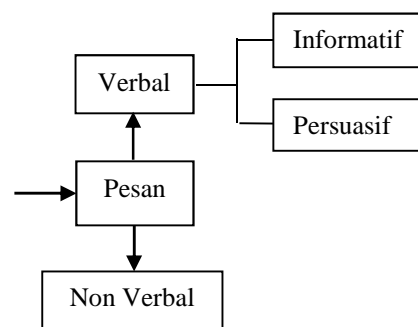 Informatif
Verbal
Persuasif
Pesan
Non Verbal